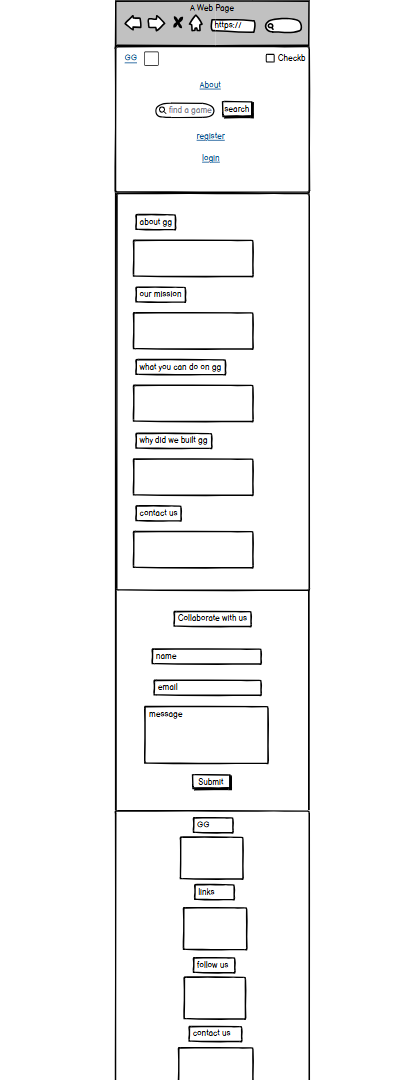 A Web Page
https://
GG
Checkb
About
find a game
search
register
login
about gg
our mission
what you can do on gg
why did we built gg
contact us
Collaborate with us
name
email
message
Submit
GG
links
follow us
contact us